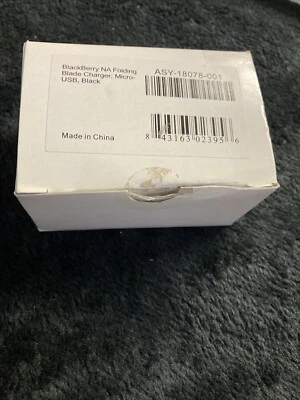 BlackBerry NA Folding
Blade Charger; Micro-
USB, Black
ASY-18078-001
Made in China
8 43163 02395 6